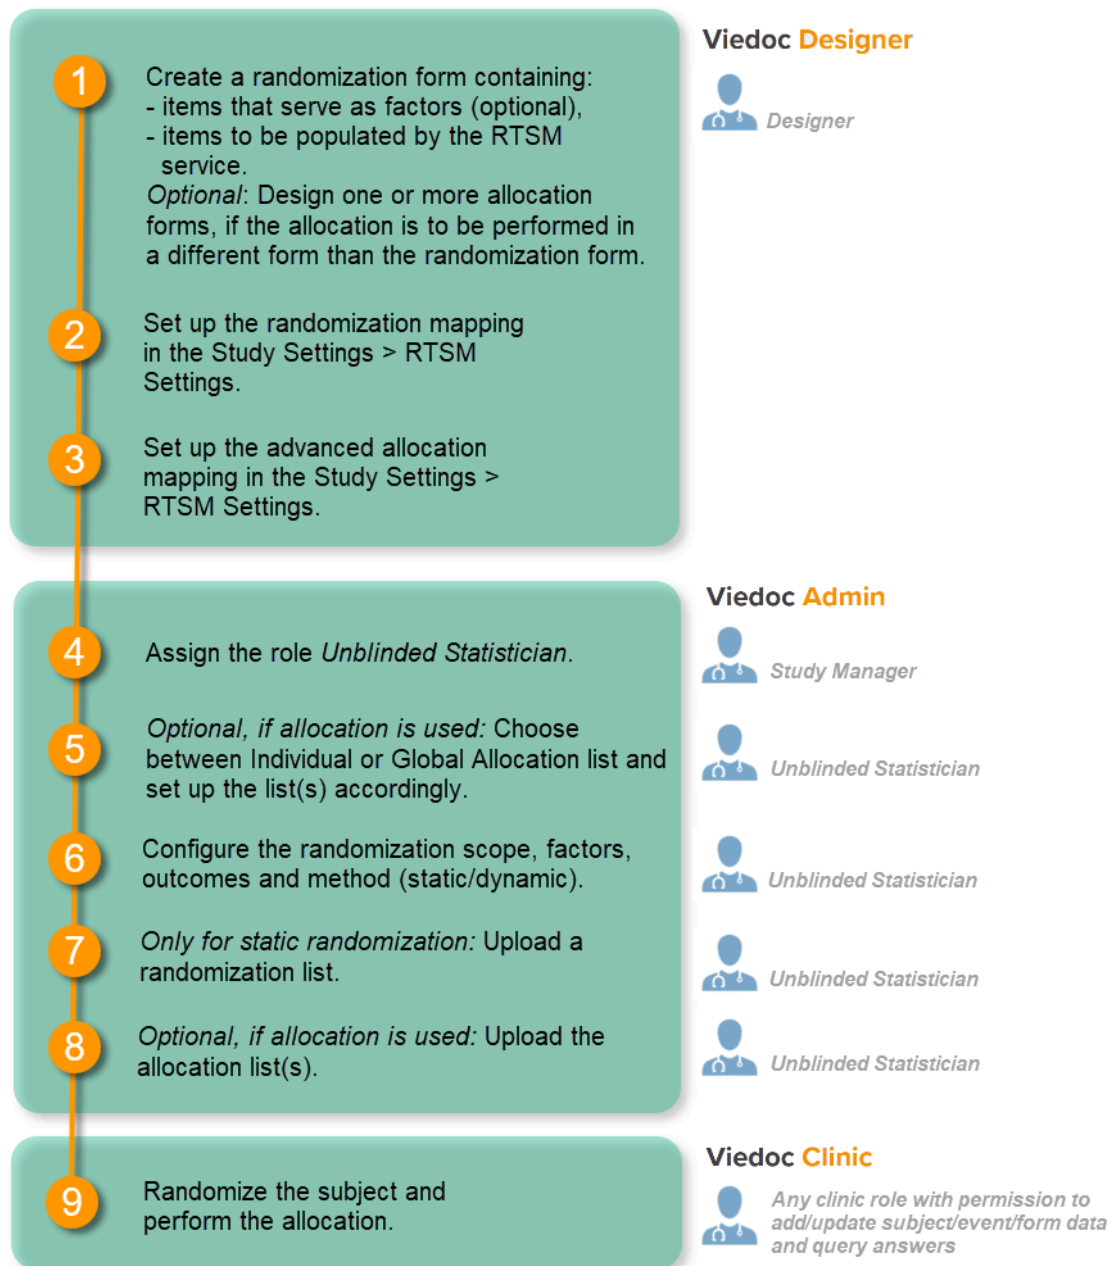 Viedoc Designer
1
Create a randomization form containing:
- items that serve as factors (optional),
- items to be populated by the RTSM
service.
Optional: Design one or more allocation
forms, if the allocation is to be performed in
a different form than the randomization form.
Designer
2
Set up the randomization mapping
in the Study Settings > RTSM
Settings.
3
Set up the advanced allocation
mapping in the Study Settings >
RTSM Settings.
Viedoc Admin
4
Assign the role Unblinded Statistician.
Study Manager
5
Optional, if allocation is used: Choose
between Individual or Global Allocation list and
set up the list(s) accordingly.
Unblinded Statistician
6
Configure the randomization scope, factors,
outcomes and method (static/dynamic).
Unblinded Statistician
7
Only for static randomization: Upload a
randomization list.
Unblinded Statistician
8
Optional, if allocation is used: Upload the
allocation list(s).
Unblinded Statistician
Viedoc Clinic
9
Randomize the subject and
perform the allocation.
Any clinic role with permission to
add/update subject/event/form data
and query answers